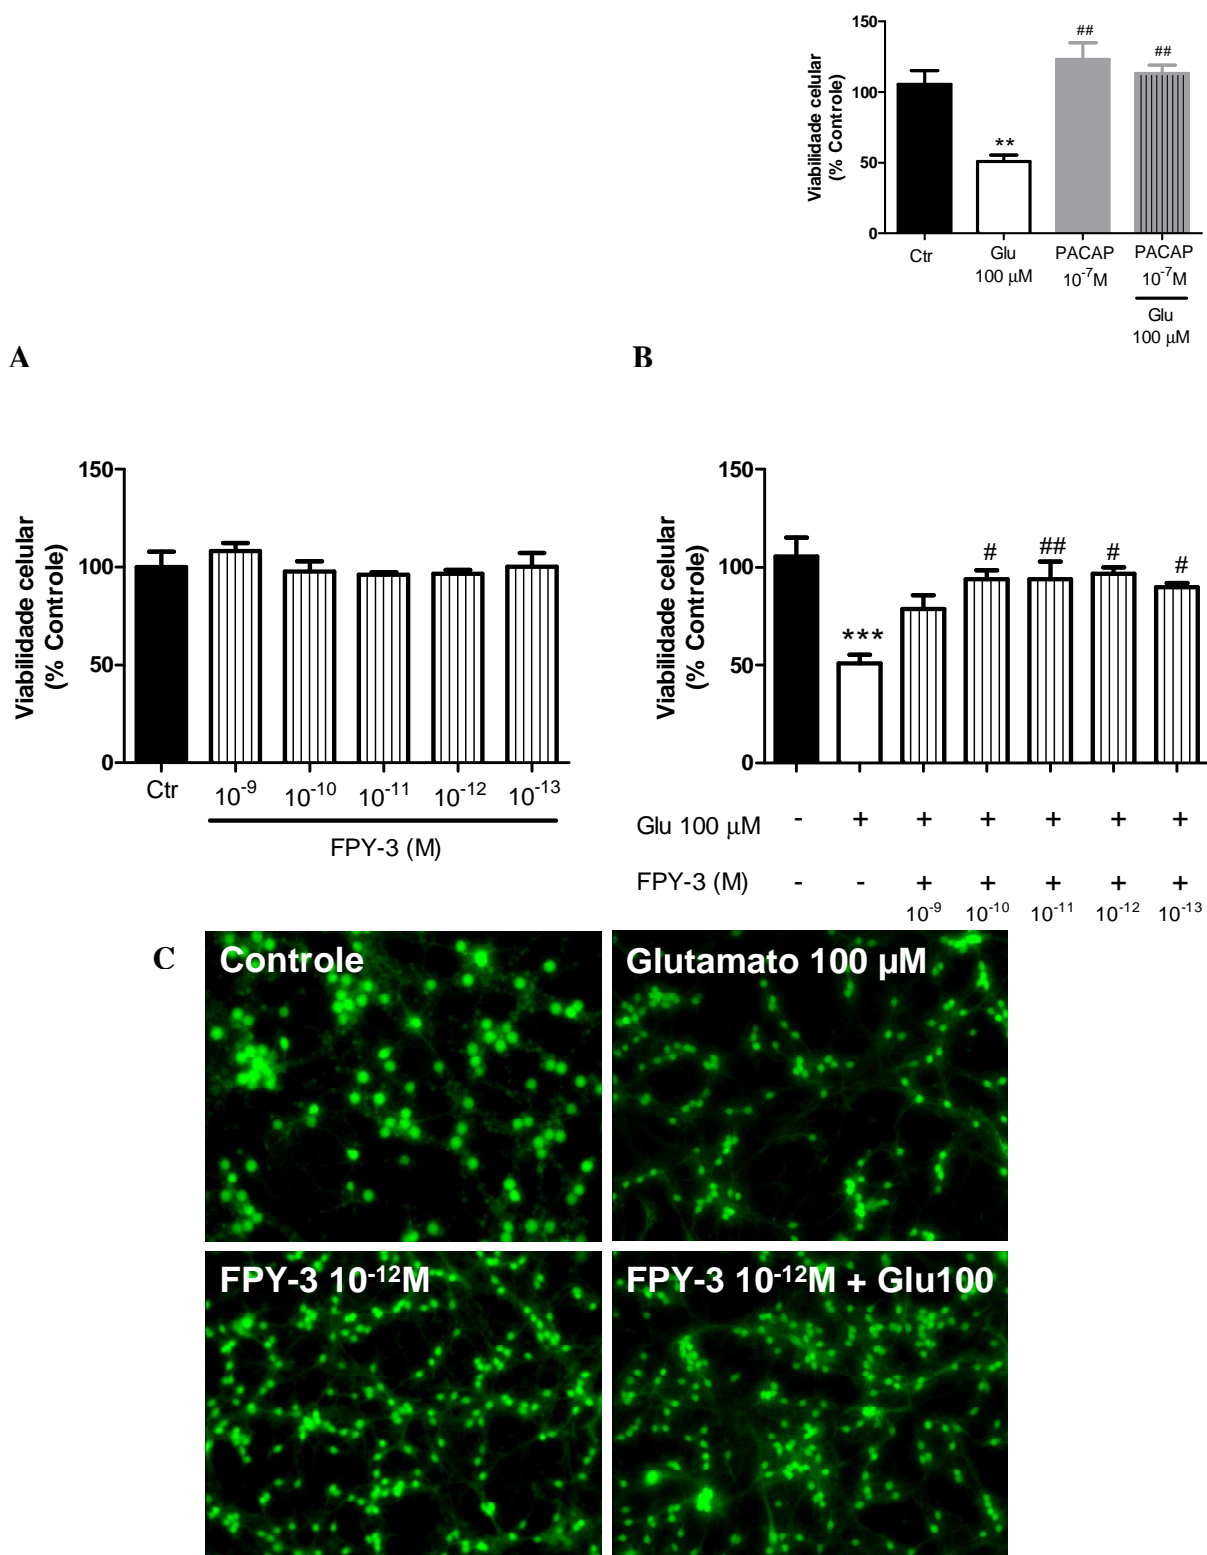 150
100
50
0
Viabilidade celular
(% Controle)
**
##
##
Ctr
Glu
100 µM
PACAP
10⁻⁷M
PACAP
10⁻⁷M
Glu
100 µM
A
B
150
100
50
0
Viabilidade celular
(% Controle)
Ctr
10⁻⁹ 10⁻¹⁰ 10⁻¹¹ 10⁻¹² 10⁻¹³
FPY-3 (M)
150
100
50
0
Viabilidade celular
(% Controle)
***
# ## # #
Glu 100 µM - + + + + + +
FPY-3 (M) - - + + + + +
10⁻⁹ 10⁻¹⁰ 10⁻¹¹ 10⁻¹² 10⁻¹³
C
Controle
Glutamato 100 µM
FPY-3 10⁻¹²M
FPY-3 10⁻¹²M + Glu100